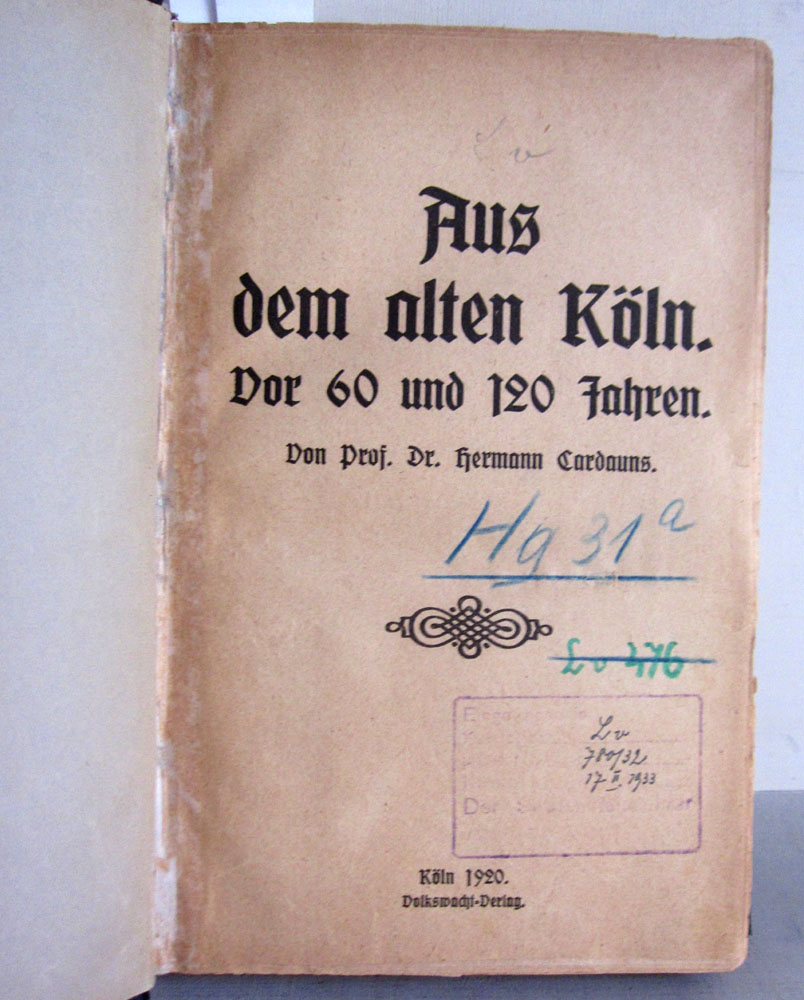 Aus
dem alten Köln.
Vor 60 und 120 Jahren.
Von Prof. Dr. Hermann Cardauns.
Hg 31a
Lv 476
Lv
780/32
17 II. 1933
Köln 1920.
Volkswacht-Verlag.